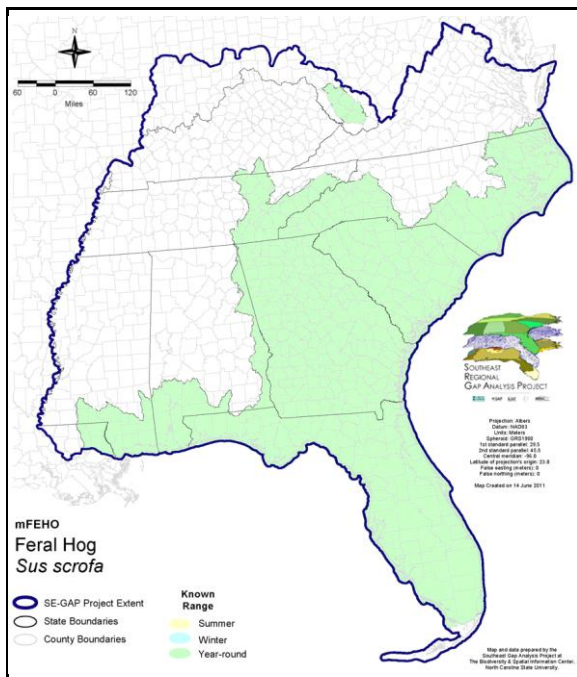 N
60 0 60 120
Miles
SOUTHEAST
REGIONAL
GAP ANALYSIS PROJECT
Projection: Albers
Datum: NAD83
Units: Meters
Spheroid: GRS1980
1st standard parallel: 29.5
2nd standard parallel: 45.5
Central meridian: -96.0
Latitude of projection's origin: 23.0
False easting (meters): 0
False northing (meters): 0
Map Created on 14 June 2011
mFEHO
Feral Hog
Sus scrofa
SE-GAP Project Extent
State Boundaries
County Boundaries
Known
Range
Summer
Winter
Year-round
Map and data prepared by the
Southeast Gap Analysis Project at
The Biodiversity & Spatial Information Center,
North Carolina State University.